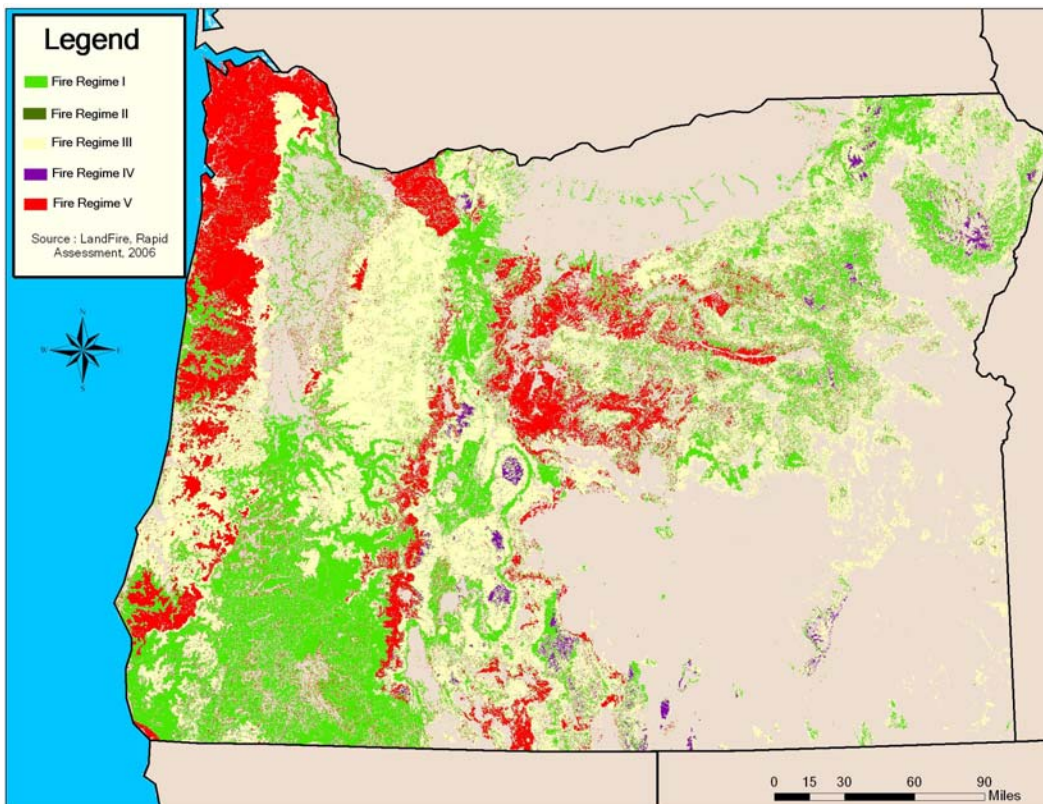 Legend
Fire Regime I
Fire Regime II
Fire Regime III
Fire Regime IV
Fire Regime V
Source : LandFire, Rapid
Assessment, 2006
N
W
E
S
0 15 30 60 90
Miles